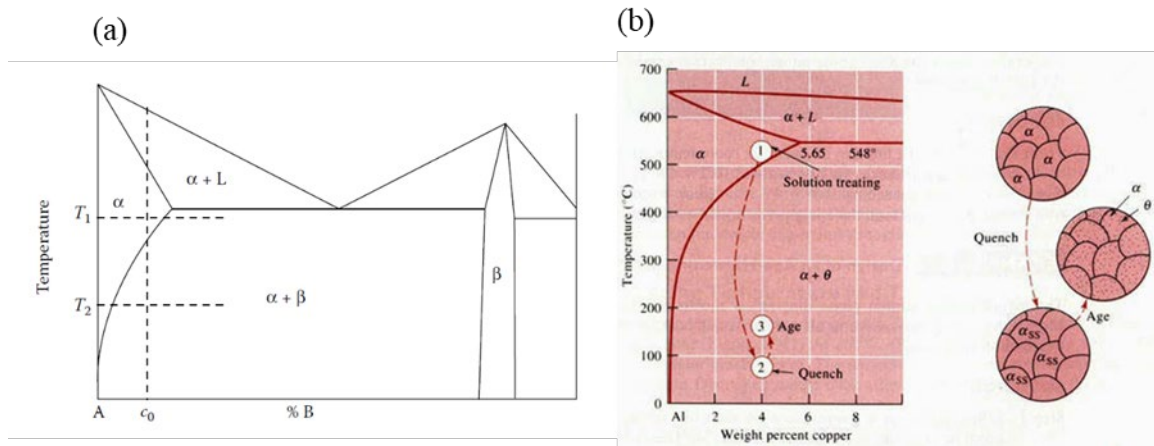 (a)
α + L
α
T₁
β
α + β
T₂
Temperature
A
c₀
% B
(b)
700
600
500
400
300
200
100
0
Temperature (°C)
L
α + L
α
1
5.65 548°
Solution treating
α + θ
3 Age
2
Quench
Al 2 4 6 8
Weight percent copper
α
α
α
α
θ
Quench
Age
αss
αss
αss